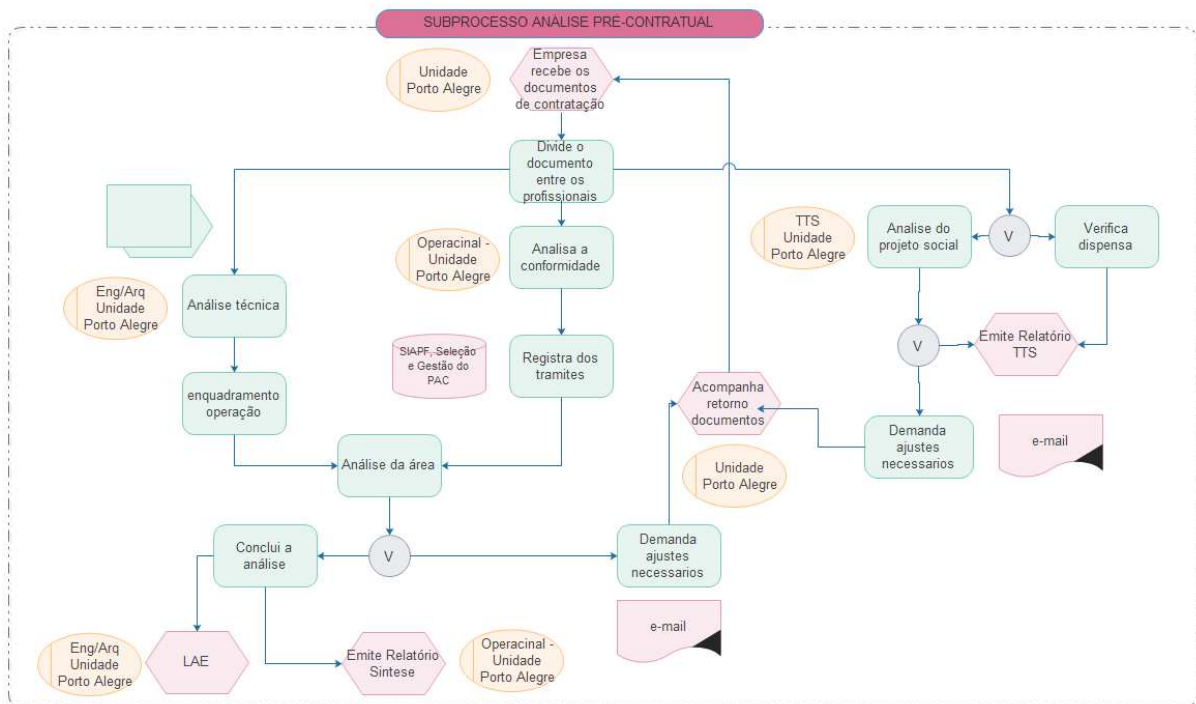 SUBPROCESSO ANALISE PRÉ-CONTRATUAL
Unidade
Porto Alegre
Empresa
recebe os
documentos
de contratação
Divide o
documento
entre os
profissionais
Operacinal -
Unidade
Porto Alegre
Analisa a
conformidade
TTS
Unidade
Porto Alegre
Analise do
projeto social
V
Verifica
dispensa
Eng/Arq
Unidade
Porto Alegre
Análise técnica
SIAPF, Seleção
e Gestão do
PAC
Registra dos
tramites
V
Emite Relatório
TTS
enquadramento
operação
Acompanha
retorno
documentos
Demanda
ajustes
necessarios
e-mail
Análise da área
Unidade
Porto Alegre
Conclui a
análise
V
Demanda
ajustes
necessarios
e-mail
Eng/Arq
Unidade
Porto Alegre
LAE
Emite Relatório
Sintese
Operacinal -
Unidade
Porto Alegre